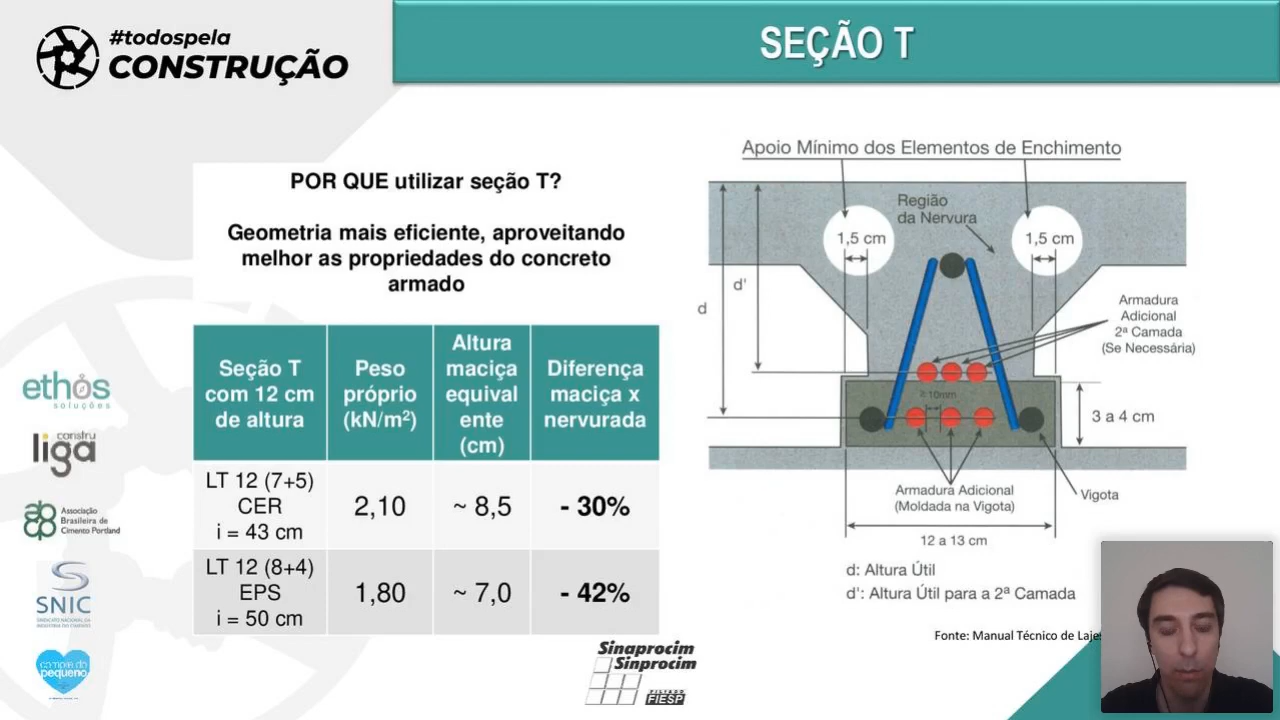 #todospela
CONSTRUÇÃO
SEÇÃO T
POR QUE utilizar seção T?
Geometria mais eficiente, aproveitando
melhor as propriedades do concreto
armado
Seção T
com 12 cm
de altura
Peso
próprio
(kN/m²)
Altura
maciça
equival
ente
(cm)
Diferença
maciça x
nervurada
LT 12 (7+5)
CER
i = 43 cm
2,10
~ 8,5
- 30%
LT 12 (8+4)
EPS
i = 50 cm
1,80
~ 7,0
- 42%
Apoio Mínimo dos Elementos de Enchimento
Região
da Nervura
1,5 cm
1,5 cm
d'
d
Armadura
Adicional
2ª Camada
(Se Necessária)
≥ 10mm
3 a 4 cm
Armadura Adicional
(Moldada na Vigota)
Vigota
12 a 13 cm
d: Altura Útil
d': Altura Útil para a 2ª Camada
Fonte: Manual Técnico de Lajes
ethos
soluções
constru
liga
Associação
Brasileira de
Cimento Portland
SNIC
SINDICATO NACIONAL DA
INDÚSTRIA DO CIMENTO
compre do
pequeno
Sinaprocim
Sinprocim
FILIADO
FIESP